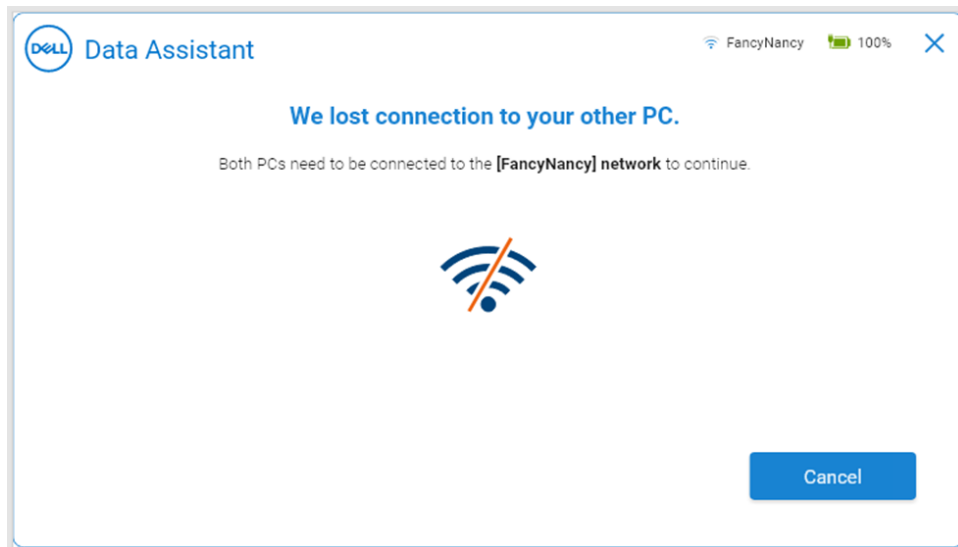 DELL Data Assistant FancyNancy 100%
We lost connection to your other PC.
Both PCs need to be connected to the [FancyNancy] network to continue.
Cancel